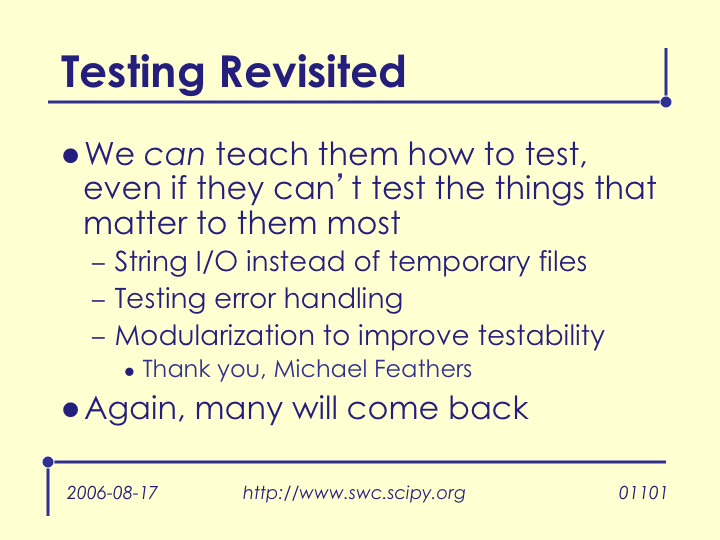 Testing Revisited
●We can teach them how to test,
even if they can’t test the things that
matter to them most
– String I/O instead of temporary files
– Testing error handling
– Modularization to improve testability
● Thank you, Michael Feathers
●Again, many will come back
2006-08-17 http://www.swc.scipy.org 01101